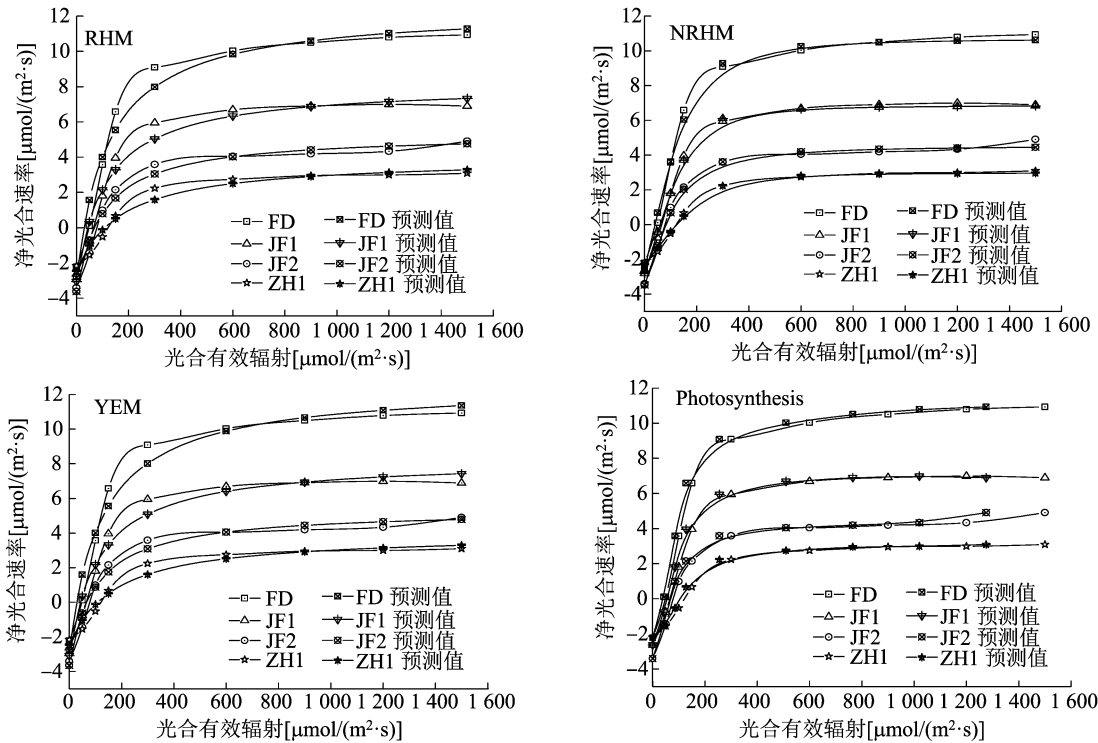 RHM
净光合速率[μmol/(m²·s)]
12
10
8
6
4
2
0
−2
−4
FD
JF1
JF2
ZH1
FD 预测值
JF1 预测值
JF2 预测值
ZH1 预测值
0 200 400 600 800 1 000 1 200 1 400 1 600
光合有效辐射[μmol/(m²·s)]
NRHM
净光合速率[μmol/(m²·s)]
12
10
8
6
4
2
0
-2
-4
FD
JF1
JF2
ZH1
FD 预测值
JF1 预测值
JF2 预测值
ZH1 预测值
0 200 400 600 800 1 000 1 200 1 400 1 600
光合有效辐射[μmol/(m²·s)]
YEM
净光合速率[μmol/(m²·s)]
12
10
8
6
4
2
0
−2
−4
FD
JF1
JF2
ZH1
FD 预测值
JF1 预测值
JF2 预测值
ZH1 预测值
0 200 400 600 800 1 000 1 200 1 400 1 600
光合有效辐射[μmol/(m²·s)]
Photosynthesis
净光合速率[μmol/(m²·s)]
12
10
8
6
4
2
0
−2
−4
FD
JF1
JF2
ZH1
FD 预测值
JF1 预测值
JF2 预测值
ZH1 预测值
0 200 400 600 800 1 000 1 200 1 400 1 600
光合有效辐射[μmol/(m²·s)]